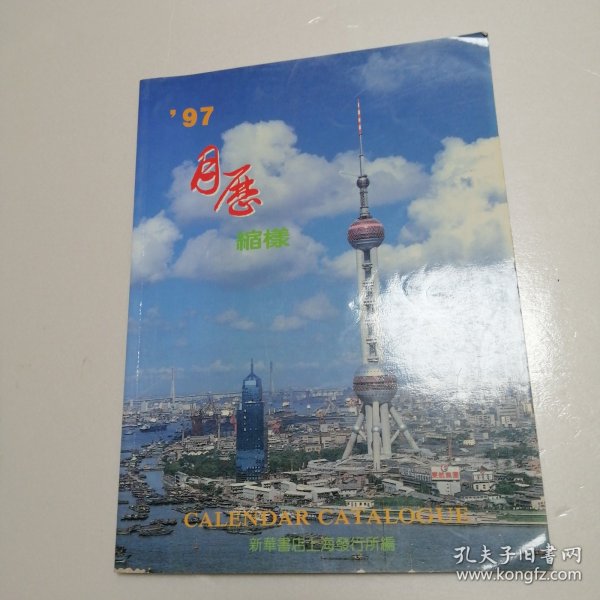 '97
月歷
縮樣
CALENDAR CATALOGUE
新華書店上海發行所編
孔夫子旧书网
www.kongfz.com